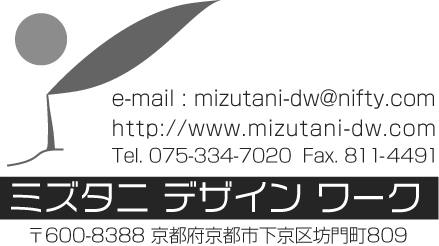 e-mail : mizutani-dw@nifty.com
http://www.mizutani-dw.com
Tel. 075-334-7020  Fax. 811-4491
ミズタニ デザイン ワーク
〒600-8388 京都府京都市下京区坊門町809